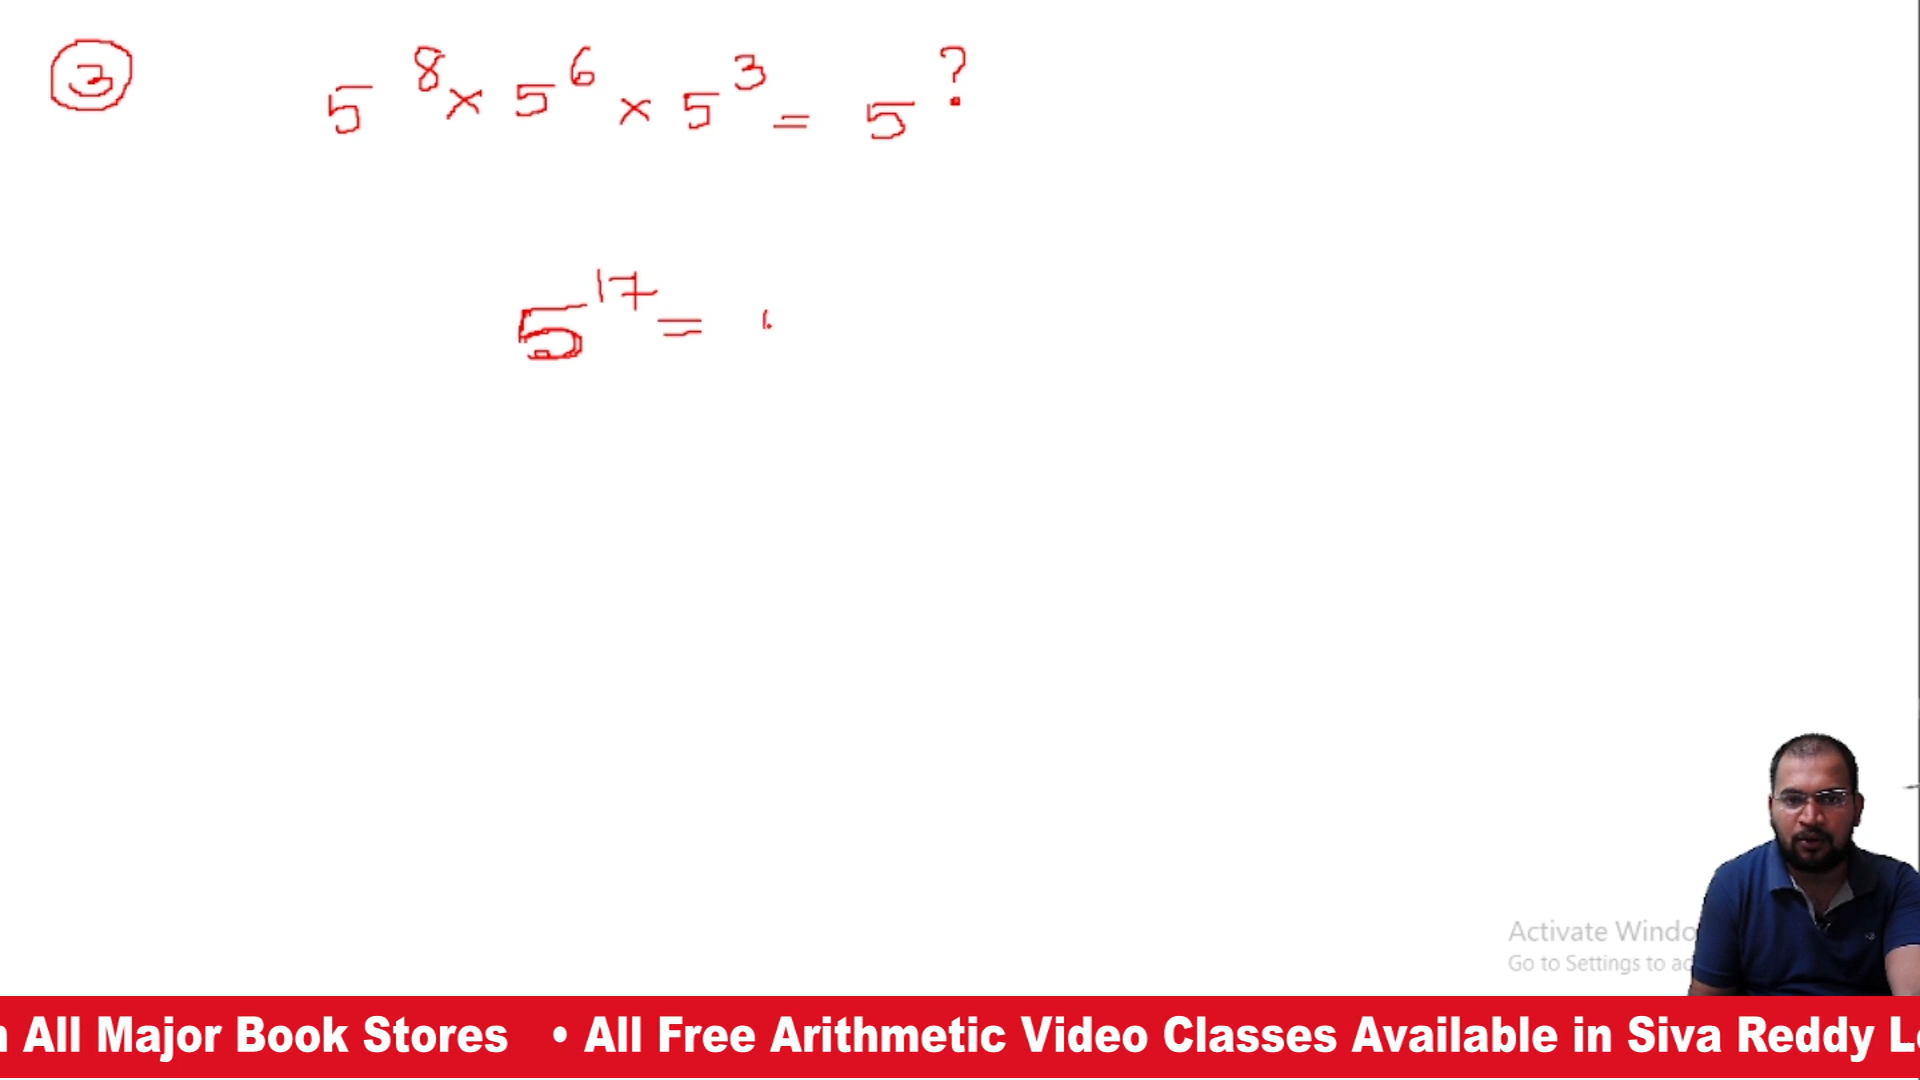 ③ 5⁸ × 5⁶ × 5³ = 5^?
5¹⁷ =
Activate Windo
Go to Settings to ac
All Major Book Stores • All Free Arithmetic Video Classes Available in Siva Reddy